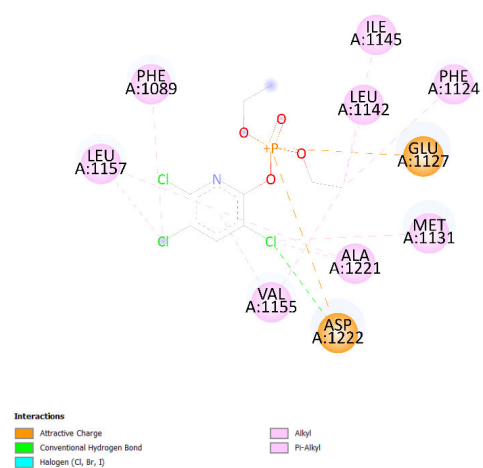 ILE
A:1145
PHE
A:1089
PHE
A:1124
LEU
A:1142
O
O
+P
O
GLU
A:1127
LEU
A:1157
Cl
N
O
MET
A:1131
Cl
Cl
ALA
A:1221
VAL
A:1155
ASP
A:1222
Interactions
Attractive Charge
Conventional Hydrogen Bond
Halogen (Cl, Br, I)
Alkyl
Pi-Alkyl